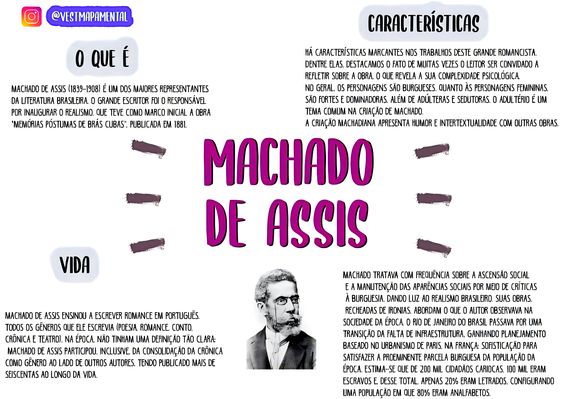 @VESTMAPAMENTAL
O QUE É
MACHADO DE ASSIS (1839-1908) É UM DOS MAIORES REPRESENTANTES
DA LITERATURA BRASILEIRA. O GRANDE ESCRITOR FOI O RESPONSÁVEL
POR INAUGURAR O REALISMO, QUE TEVE COMO MARCO INICIAL A OBRA
"MEMÓRIAS PÓSTUMAS DE BRÁS CUBAS", PUBLICADA EM 1881.
CARACTERÍSTICAS
HÁ CARACTERÍSTICAS MARCANTES NOS TRABALHOS DESTE GRANDE ROMANCISTA.
DENTRE ELAS, DESTACAMOS O FATO DE MUITAS VEZES O LEITOR SER CONVIDADO A
REFLETIR SOBRE A OBRA, O QUE REVELA A SUA COMPLEXIDADE PSICOLÓGICA.
NO GERAL, OS PERSONAGENS SÃO BURGUESES. QUANTO ÀS PERSONAGENS FEMININAS,
SÃO FORTES E DOMINADORAS, ALÉM DE ADÚLTERAS E SEDUTORAS. O ADULTÉRIO É UM
TEMA COMUM NA CRIAÇÃO DE MACHADO.
A CRIAÇÃO MACHADIANA APRESENTA HUMOR E INTERTEXTUALIDADE COM OUTRAS OBRAS.
MACHADO
DE ASSIS
VIDA
MACHADO DE ASSIS ENSINOU A ESCREVER ROMANCE EM PORTUGUÊS.
TODOS OS GÊNEROS QUE ELE ESCREVIA (POESIA, ROMANCE, CONTO,
CRÔNICA E TEATRO), NA ÉPOCA, NÃO TINHAM UMA DEFINIÇÃO TÃO CLARA;
MACHADO DE ASSIS PARTICIPOU, INCLUSIVE, DA CONSOLIDAÇÃO DA CRÔNICA
COMO GÊNERO AO LADO DE OUTROS AUTORES, TENDO PUBLICADO MAIS DE
SEISCENTAS AO LONGO DA VIDA.
MACHADO TRATAVA COM FREQUÊNCIA SOBRE A ASCENSÃO SOCIAL
E A MANUTENÇÃO DAS APARÊNCIAS SOCIAIS POR MEIO DE CRÍTICAS
À BURGUESIA, DANDO LUZ AO REALISMO BRASILEIRO. SUAS OBRAS,
RECHEADAS DE IRONIAS, ABORDAM O QUE O AUTOR OBSERVAVA NA
SOCIEDADE DA ÉPOCA. O RIO DE JANEIRO DO BRASIL PASSAVA POR UMA
TRANSIÇÃO DA FALTA DE INFRAESTRUTURA, GANHANDO PLANEJAMENTO
BASEADO NO URBANISMO DE PARIS, NA FRANÇA; SOFISTICAÇÃO PARA
SATISFAZER A PROEMINENTE PARCELA BURGUESA DA POPULAÇÃO DA
ÉPOCA. ESTIMA-SE QUE DE 200 MIL CIDADÃOS CARIOCAS, 100 MIL ERAM
ESCRAVOS E, DESSE TOTAL, APENAS 20% ERAM LETRADOS, CONFIGURANDO
UMA POPULAÇÃO EM QUE 80% ERAM ANALFABETOS.